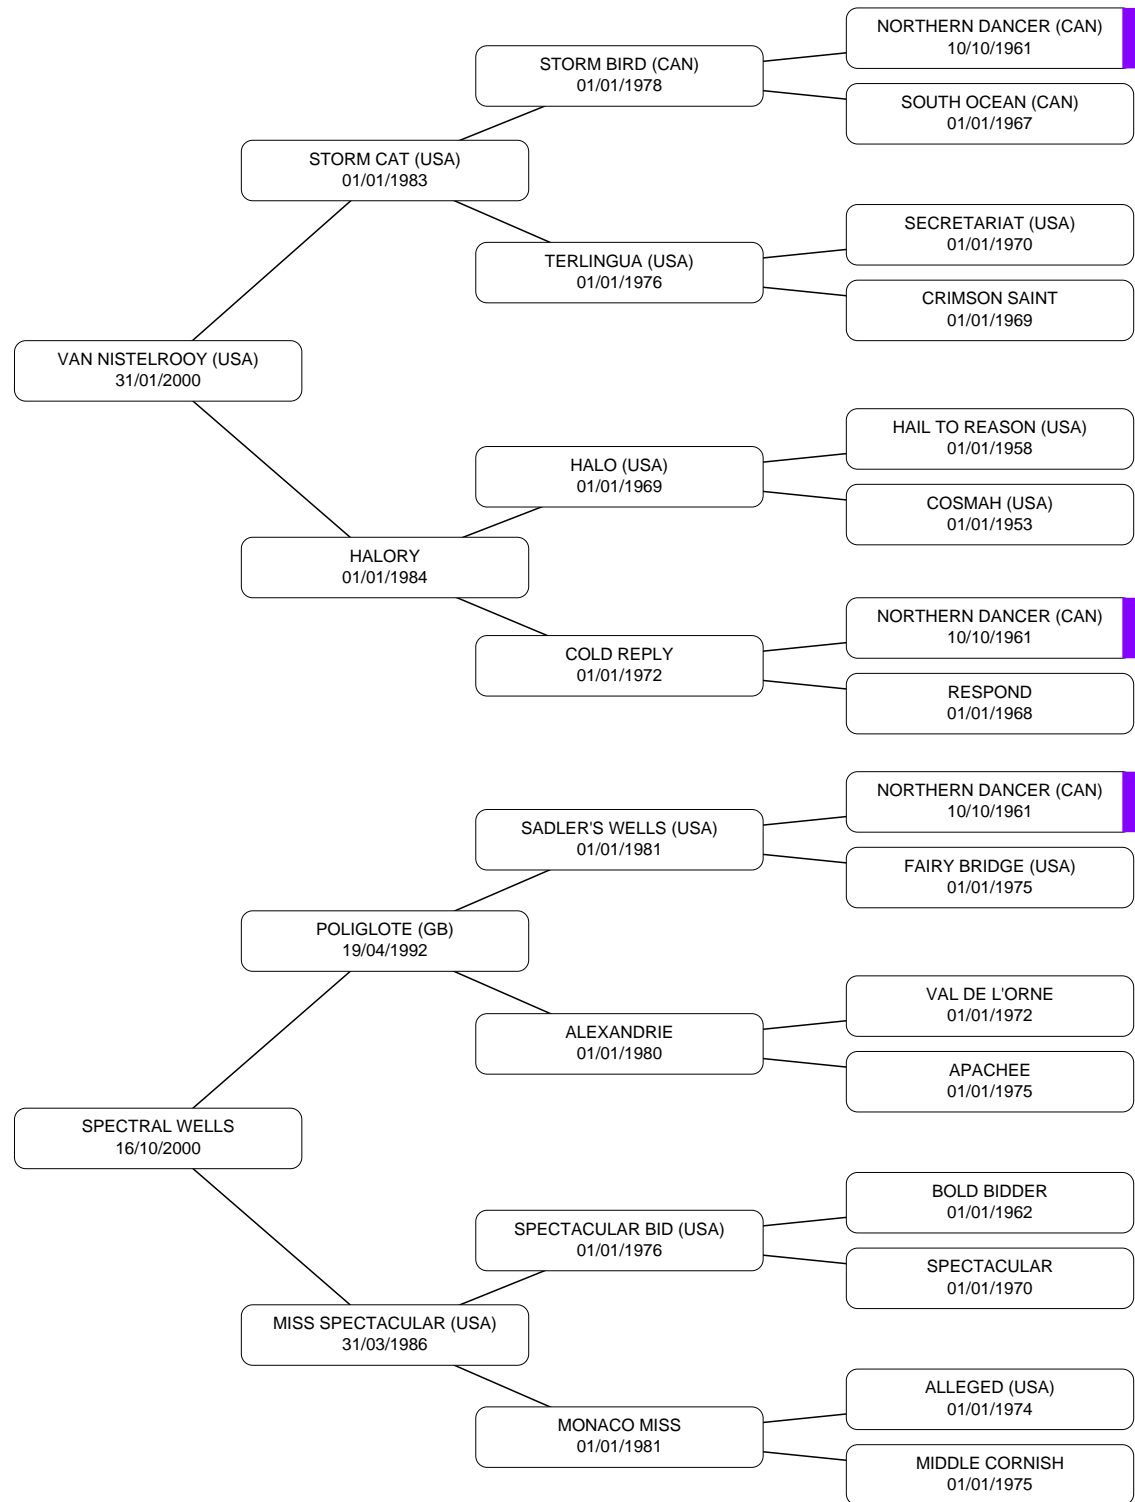 NORTHERN DANCER (CAN)
10/10/1961
STORM BIRD (CAN)
01/01/1978
SOUTH OCEAN (CAN)
01/01/1967
STORM CAT (USA)
01/01/1983
SECRETARIAT (USA)
01/01/1970
TERLINGUA (USA)
01/01/1976
CRIMSON SAINT
01/01/1969
VAN NISTELROOY (USA)
31/01/2000
HAIL TO REASON (USA)
01/01/1958
HALO (USA)
01/01/1969
COSMAH (USA)
01/01/1953
HALORY
01/01/1984
NORTHERN DANCER (CAN)
10/10/1961
COLD REPLY
01/01/1972
RESPOND
01/01/1968
NORTHERN DANCER (CAN)
10/10/1961
SADLER'S WELLS (USA)
01/01/1981
FAIRY BRIDGE (USA)
01/01/1975
POLIGLOTE (GB)
19/04/1992
VAL DE L'ORNE
01/01/1972
ALEXANDRIE
01/01/1980
APACHEE
01/01/1975
SPECTRAL WELLS
16/10/2000
BOLD BIDDER
01/01/1962
SPECTACULAR BID (USA)
01/01/1976
SPECTACULAR
01/01/1970
MISS SPECTACULAR (USA)
31/03/1986
ALLEGED (USA)
01/01/1974
MONACO MISS
01/01/1981
MIDDLE CORNISH
01/01/1975